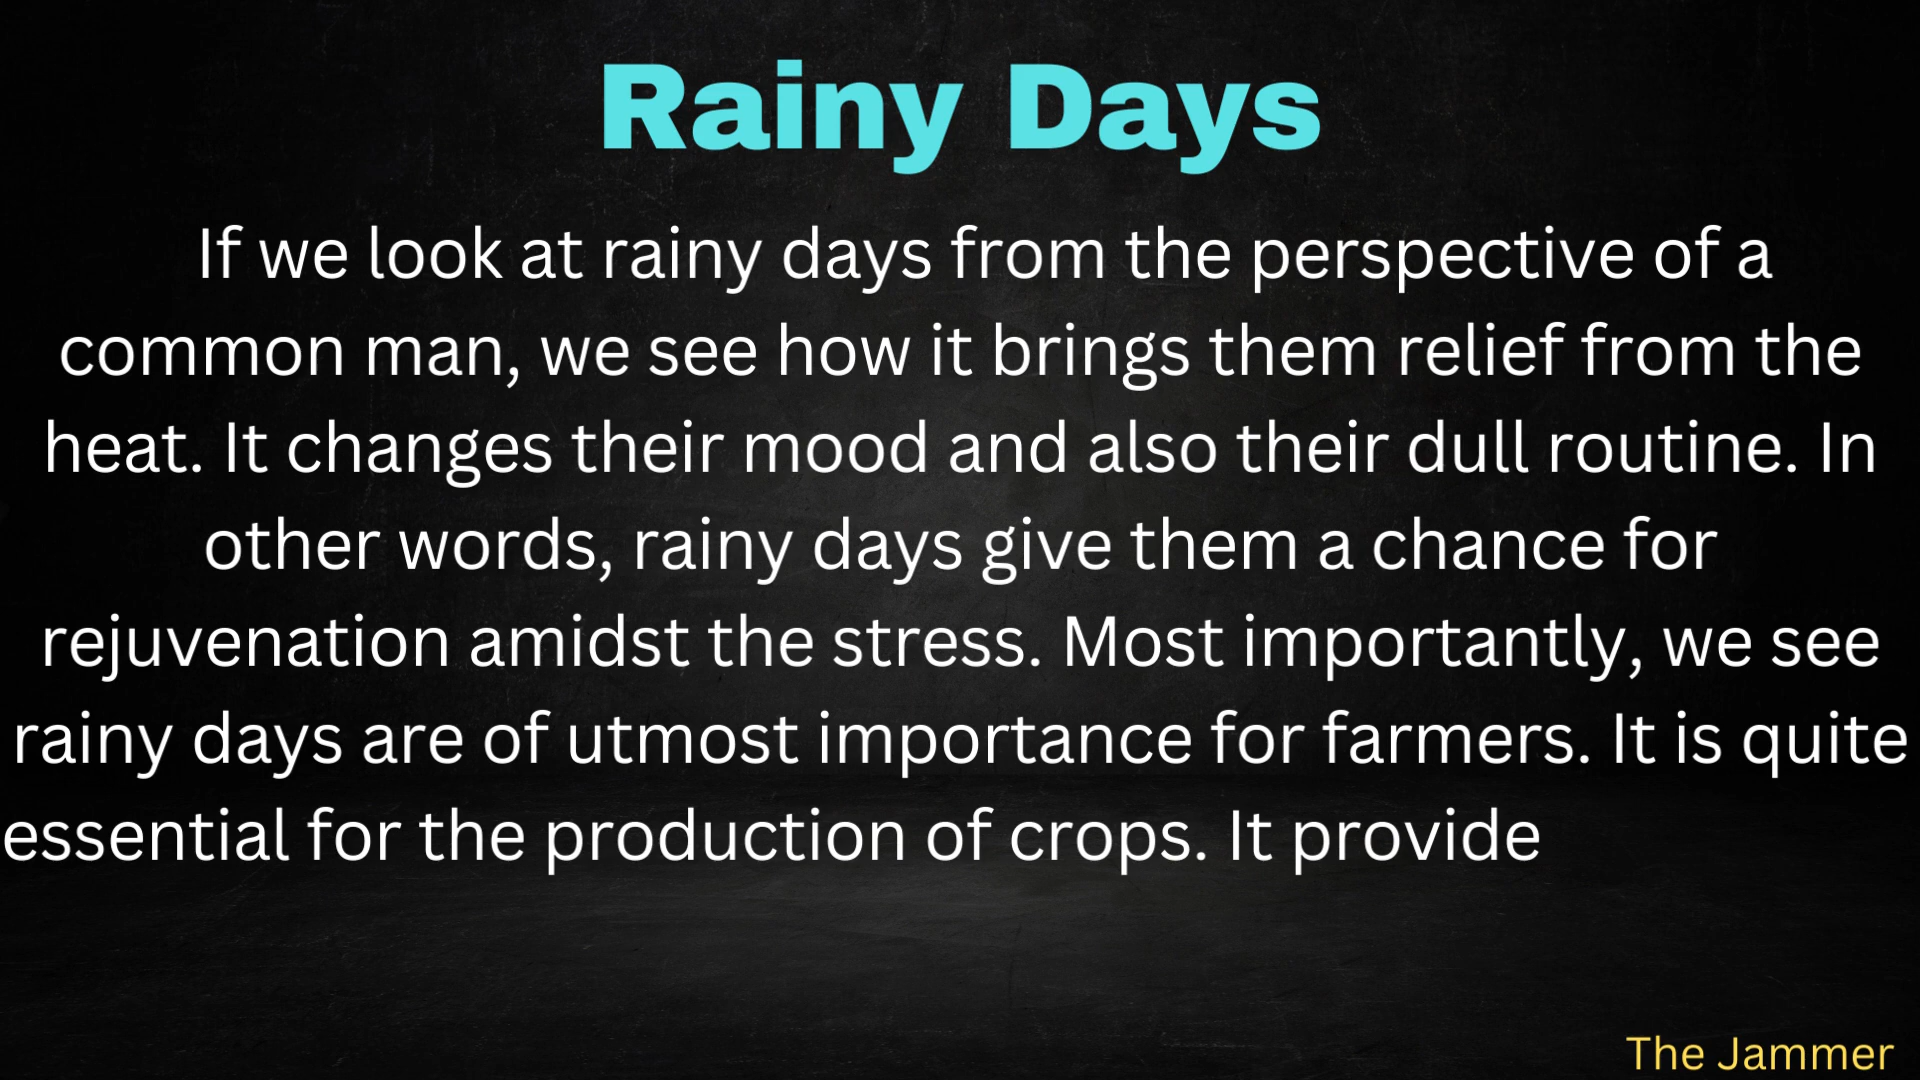 Rainy Days
If we look at rainy days from the perspective of a
common man, we see how it brings them relief from the
heat. It changes their mood and also their dull routine. In
other words, rainy days give them a chance for
rejuvenation amidst the stress. Most importantly, we see
rainy days are of utmost importance for farmers. It is quite
essential for the production of crops. It provide
The Jammer